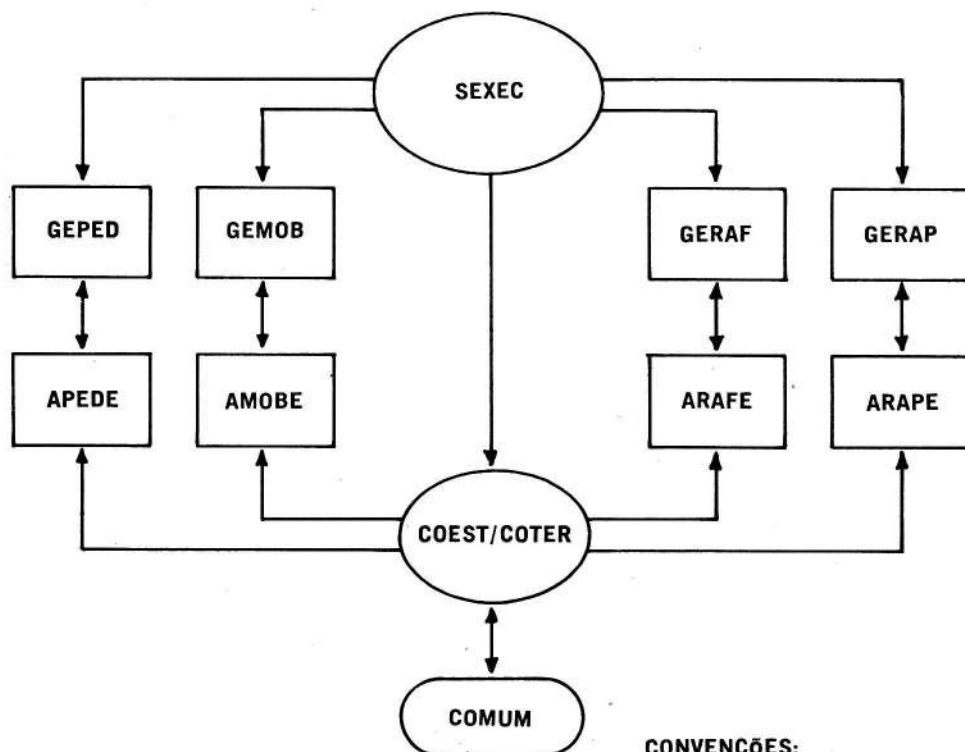 SEXEC
GEPED GEMOB GERAF GERAP
APEDE AMOBE ARAFE ARAPE
COEST/COTER
COMUM
CONVENÇÕES: